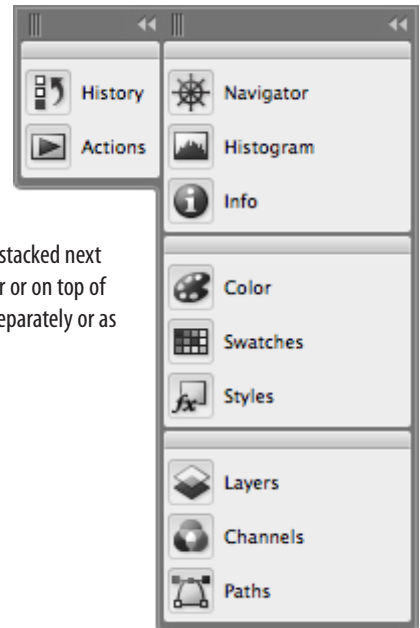 History
Actions
Navigator
Histogram
Info
stacked next
r or on top of
eparately or as
Color
Swatches
Styles
Layers
Channels
Paths